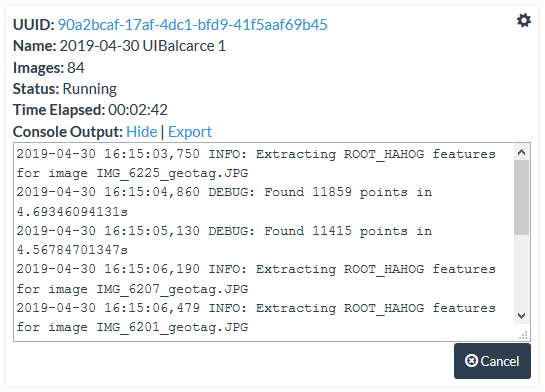 UUID: 90a2bcaf-17af-4dc1-bfd9-41f5aaf69b45
Name: 2019-04-30 UIBalcarce 1
Images: 84
Status: Running
Time Elapsed: 00:02:42
Console Output: Hide | Export
2019-04-30 16:15:03,750 INFO: Extracting ROOT_HAHOG features
for image IMG_6225_geotag.JPG
2019-04-30 16:15:04,860 DEBUG: Found 11859 points in
4.69346094131s
2019-04-30 16:15:05,130 DEBUG: Found 11415 points in
4.56784701347s
2019-04-30 16:15:06,190 INFO: Extracting ROOT_HAHOG features
for image IMG_6207_geotag.JPG
2019-04-30 16:15:06,479 INFO: Extracting ROOT_HAHOG features
for image IMG_6201_geotag.JPG
Cancel